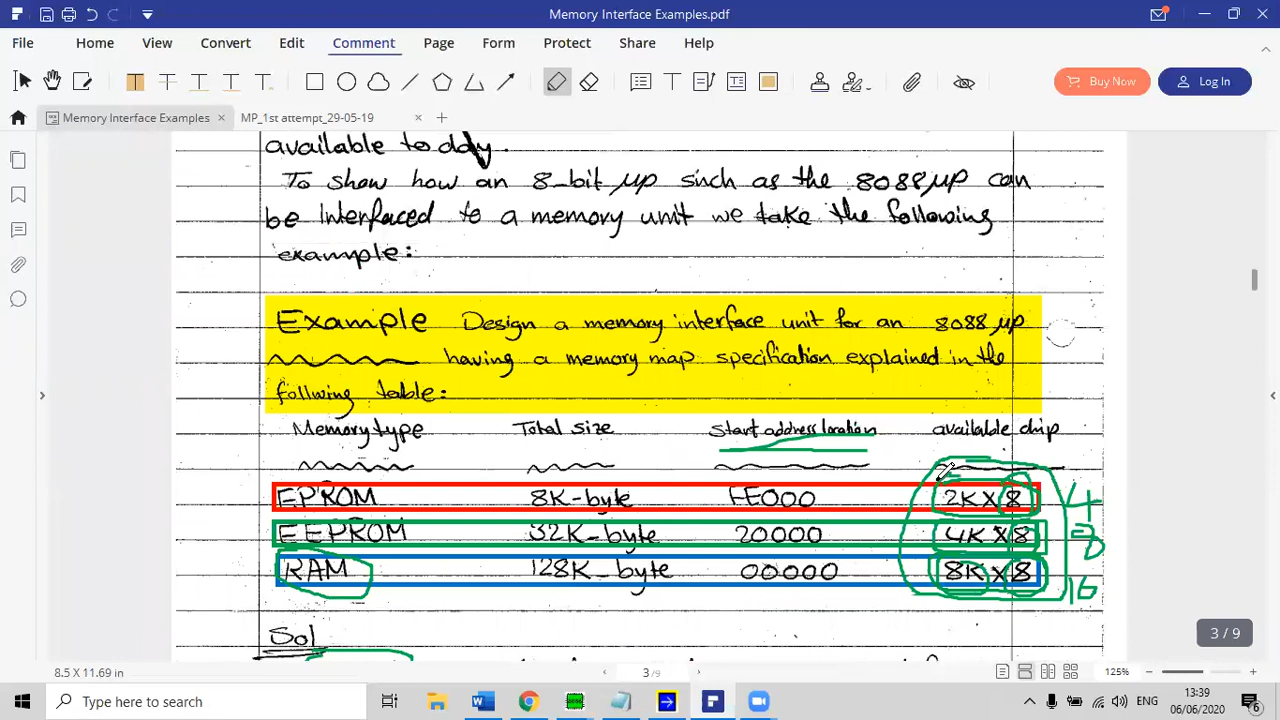 Memory Interface Examples.pdf
File Home View Convert Edit Comment Page Form Protect Share Help
Buy Now Log In
Memory Interface Examples × MP_1st attempt_29-05-19 × +
available today.
To show how an 8-bit μp such as the 8088 μp can
be Interfaced to a memory unit we take the following
example:
Example Design a memory interface unit for an 8088 μp
having a memory map specification explained in the
follwing table:
Memory type Total size Start address location available chip
EPROM 8K-byte FE000 2K X 8 4
EEPROM 32K-byte 20000 4K X 8
RAM 128K-byte 00000 8K X 8 16
Sol
3 / 9
8.5 X 11.69 in 3 /9 125%
Type here to search
ENG 13:39
06/06/2020 6